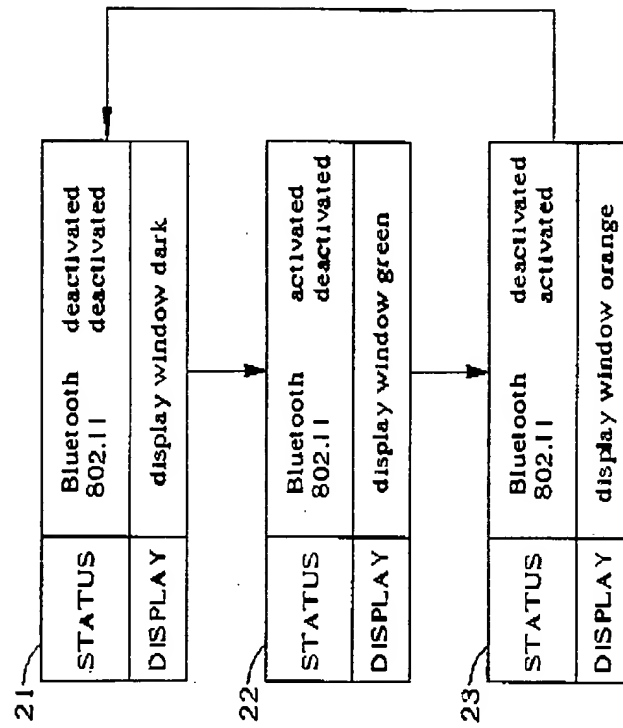 21
STATUS Bluetooth deactivated
802.11 deactivated
DISPLAY display window dark
22
STATUS Bluetooth activated
802.11 deactivated
DISPLAY display window green
23
STATUS Bluetooth deactivated
802.11 activated
DISPLAY display window orange